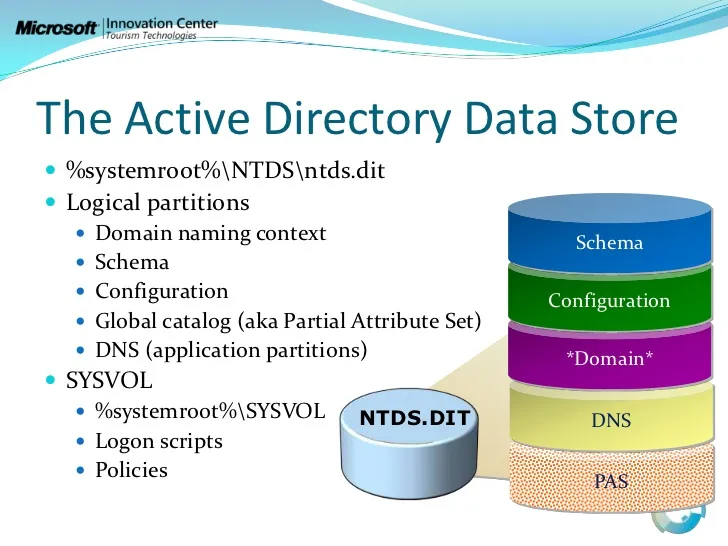 Microsoft Innovation Center
Tourism Technologies
The Active Directory Data Store
%systemroot%\NTDS\ntds.dit
Logical partitions
Domain naming context
Schema
Configuration
Global catalog (aka Partial Attribute Set)
DNS (application partitions)
SYSVOL
%systemroot%\SYSVOL
Logon scripts
Policies
NTDS.DIT
Schema
Configuration
*Domain*
DNS
PAS